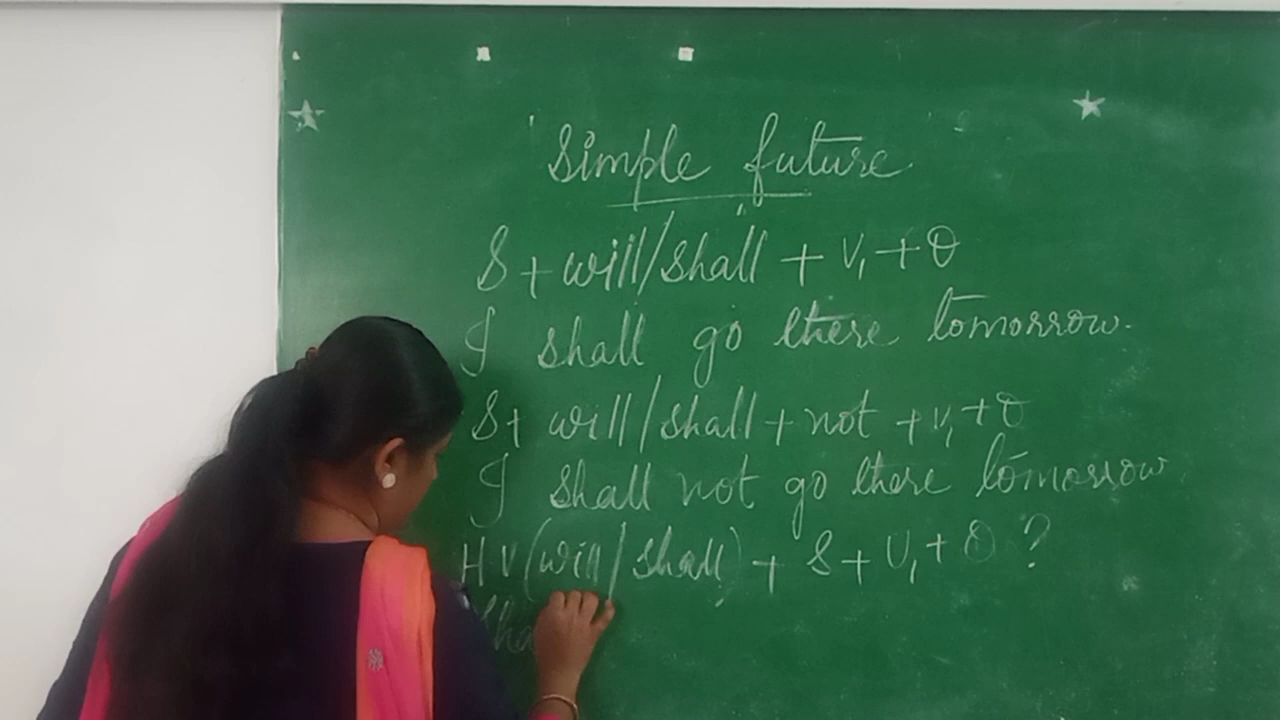 Simple future
S + will/shall + V₁ + O
I shall go there tomorrow.
S + will/shall + not + V₁ + O
I shall not go there tomorrow
HV (will/shall) + S + V₁ + O ?
Sha